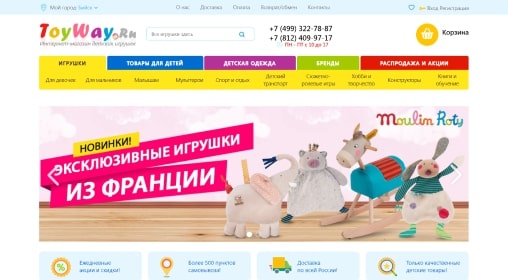 Мой город:
О нас
Доставка
Оплата
Возврат/обмен
Контакты
Вход Регистрация
ToyWay.Ru
Интернет-магазин детских игрушек
Все игрушки здесь
+7 (499) 322-78-87
+7 (812) 409-97-17
ПН - ПТ с 10 до 17
Корзина
ИГРУШКИ
ТОВАРЫ ДЛЯ ДЕТЕЙ
ДЕТСКАЯ ОДЕЖДА
БРЕНДЫ
РАСПРОДАЖА И АКЦИИ
Для девочек
Для мальчиков
Малышам
Мультгерои
Спорт и отдых
Детский
транспорт
Сюжетно-
ролевые игры
Хобби и
творчество
Конструкторы
Книги и
обучение
НОВИНКИ!
ЭКСКЛЮЗИВНЫЕ ИГРУШКИ
ИЗ ФРАНЦИИ
Moulin Roty
Ежедневные
акции и скидки!
Более 500 пунктов
самовывоза!
Доставка
по всей России!
Только качественные
детские товары!